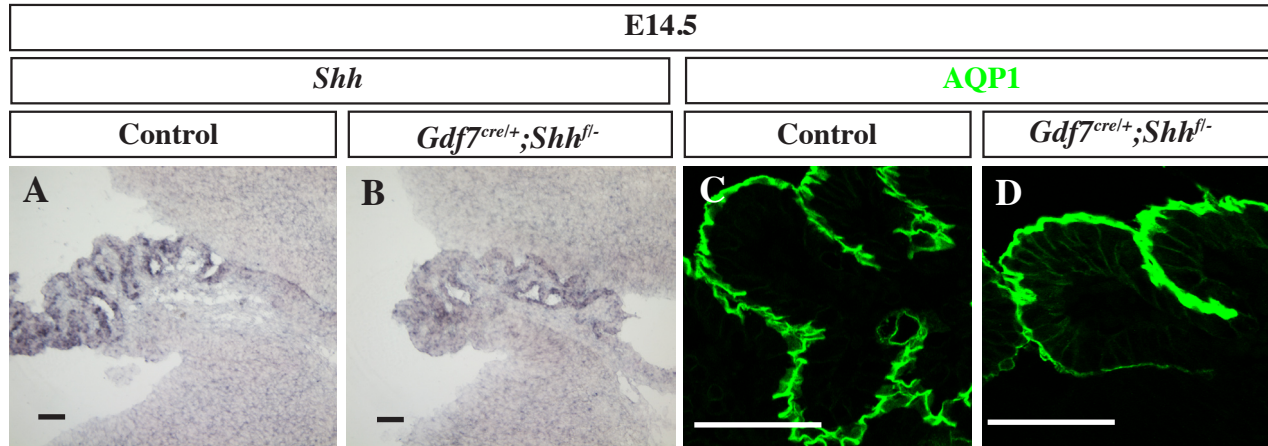 E14.5
Shh AQP1
Control Gdf7cre/+;Shhf/- Control Gdf7cre/+;Shhf/-
A B C D